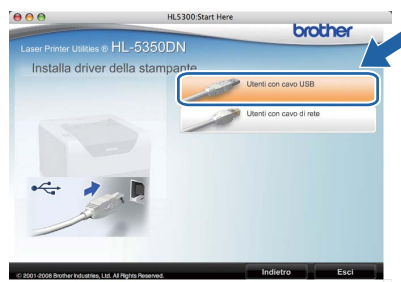 HL5300:Start Here
brother
Laser Printer Utilities ® HL-5350DN
Installa driver della stampante
Utenti con cavo USB
Utenti con cavo di rete
© 2001-2008 Brother Industries, Ltd. All Rights Reserved.
Indietro
Esci